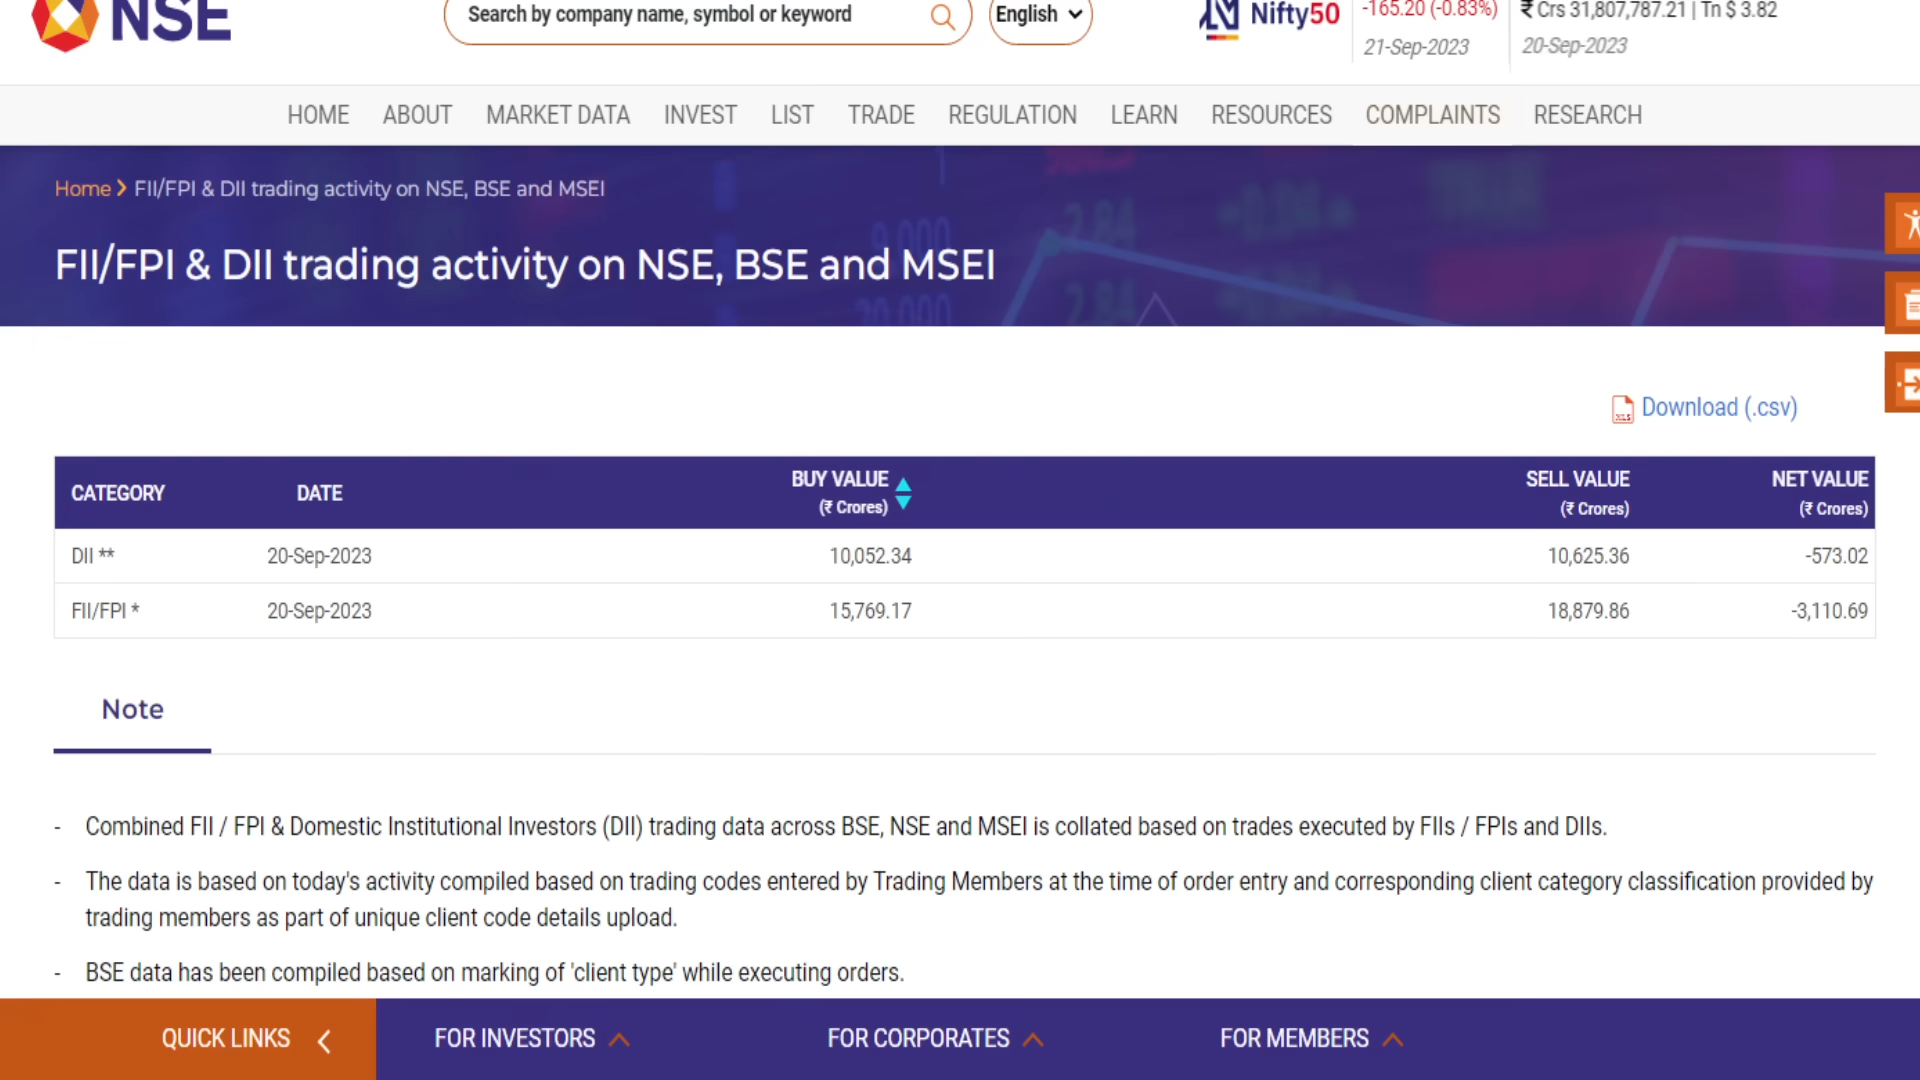 NSE
Search by company name, symbol or keyword
English
Nifty50
-165.20 (-0.83%)
21-Sep-2023
₹ Crs 31,807,787.21 | Tn $ 3.82
20-Sep-2023
HOME ABOUT MARKET DATA INVEST LIST TRADE REGULATION LEARN RESOURCES COMPLAINTS RESEARCH
Home > FII/FPI & DII trading activity on NSE, BSE and MSEI
FII/FPI & DII trading activity on NSE, BSE and MSEI
Download (.csv)
CATEGORY DATE BUY VALUE (₹ Crores) SELL VALUE (₹ Crores) NET VALUE (₹ Crores)
DII ** 20-Sep-2023 10,052.34 10,625.36 -573.02
FII/FPI * 20-Sep-2023 15,769.17 18,879.86 -3,110.69
Note
- Combined FII / FPI & Domestic Institutional Investors (DII) trading data across BSE, NSE and MSEI is collated based on trades executed by FIIs / FPIs and DIIs.
- The data is based on today's activity compiled based on trading codes entered by Trading Members at the time of order entry and corresponding client category classification provided by
trading members as part of unique client code details upload.
- BSE data has been compiled based on marking of 'client type' while executing orders.
QUICK LINKS FOR INVESTORS FOR CORPORATES FOR MEMBERS